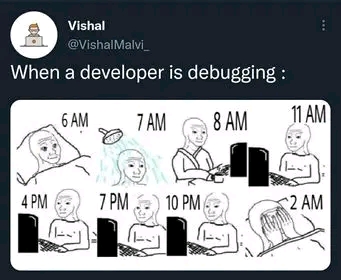 Vishal
@VishalMalvi_
When a developer is debugging :
6 AM
7 AM
8 AM
11 AM
4 PM
7 PM
10 PM
2 AM